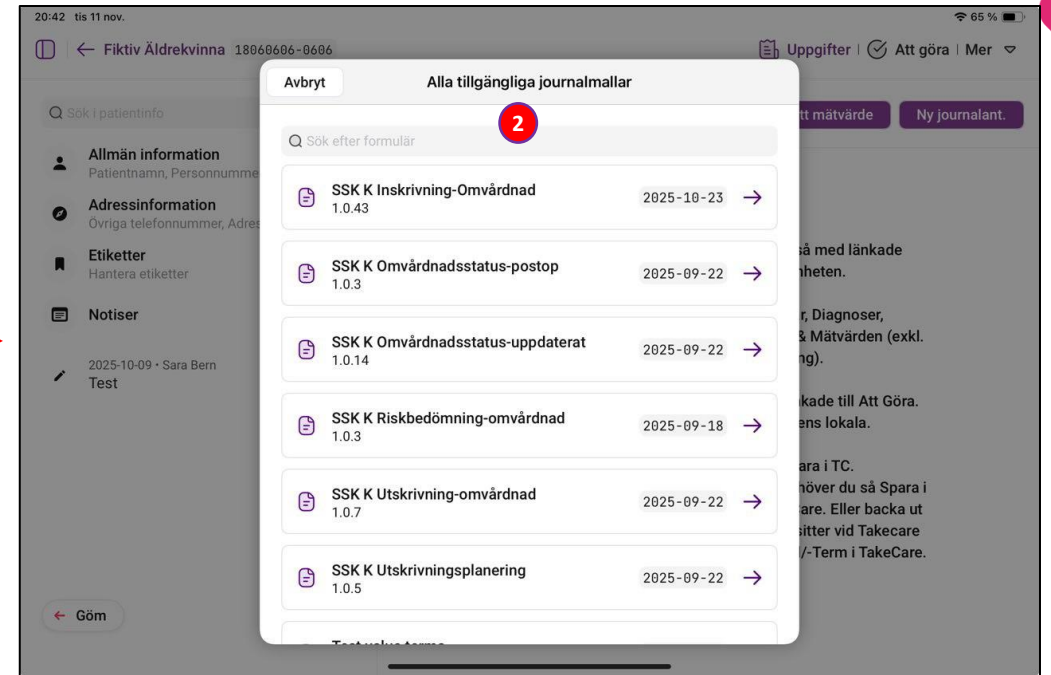 20:42 tis 11 nov.
65 %
Fiktiv Äldrekvinna 18060606-0606
Uppgifter | Att göra | Mer
Avbryt
Alla tillgängliga journalmallar
Sök i patientinfo
2
tt mätvärde
Ny journalant.
Sök efter formulär
Allmän information
Patientnamn, Personnumme
Adressinformation
Övriga telefonnummer, Adres
Etiketter
Hantera etiketter
Notiser
2025-10-09 • Sara Bern
Test
Göm
SSK K Inskrivning-Omvårdnad
1.0.43
2025-10-23
SSK K Omvårdnadsstatus-postop
1.0.3
2025-09-22
SSK K Omvårdnadsstatus-uppdaterat
1.0.14
2025-09-22
SSK K Riskbedömning-omvårdnad
1.0.3
2025-09-18
SSK K Utskrivning-omvårdnad
1.0.7
2025-09-22
SSK K Utskrivningsplanering
1.0.5
2025-09-22
så med länkade
heten.
r, Diagnoser,
& Mätvärden (exkl.
ng).
kade till Att Göra.
ens lokala.
ara i TC.
höver du så Spara i
are. Eller backa ut
sitter vid Takecare
l/-Term i TakeCare.